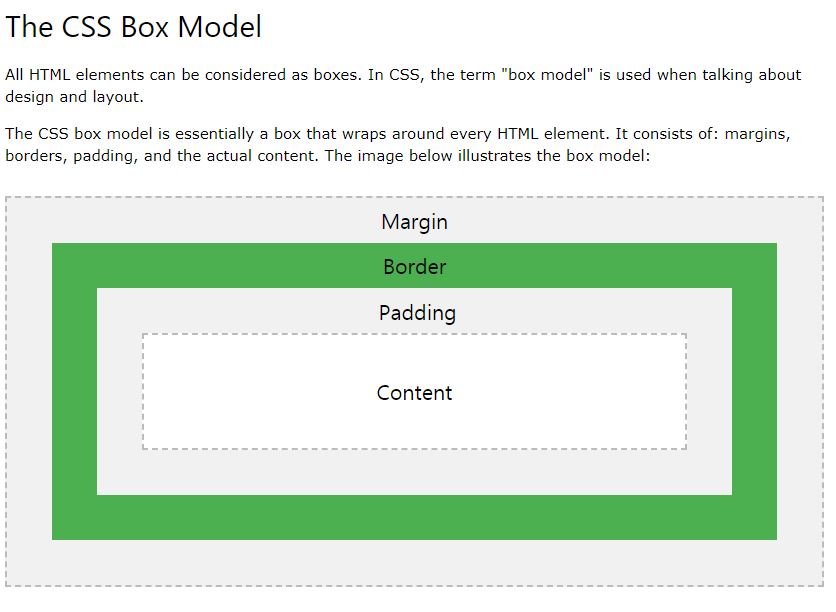 The CSS Box Model
All HTML elements can be considered as boxes. In CSS, the term "box model" is used when talking about
design and layout.
The CSS box model is essentially a box that wraps around every HTML element. It consists of: margins,
borders, padding, and the actual content. The image below illustrates the box model:
Margin
Border
Padding
Content